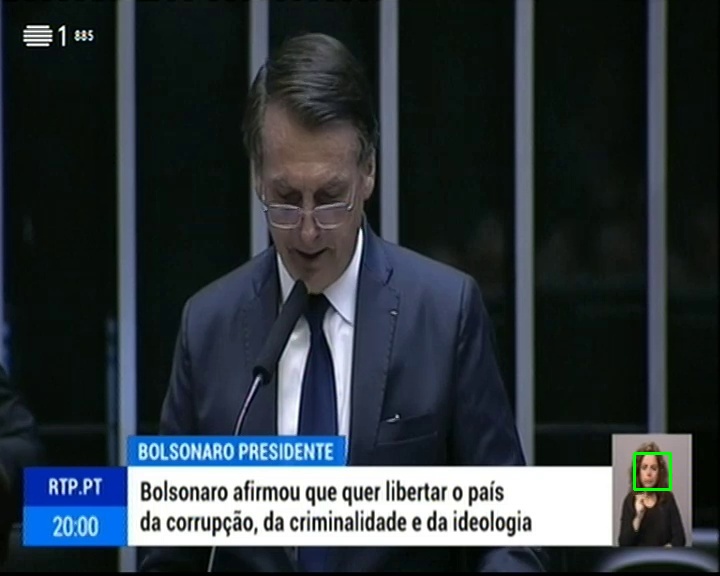 1 885
BOLSONARO PRESIDENTE
RTP.PT
Bolsonaro afirmou que quer libertar o país
20:00
da corrupção, da criminalidade e da ideologia